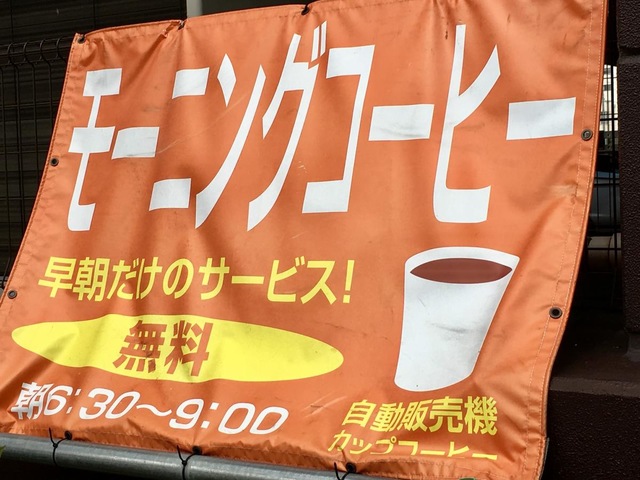 モーニングコーヒー
早朝だけのサービス!
無料
朝6:30〜9:00
自動販売機
カップコーヒー